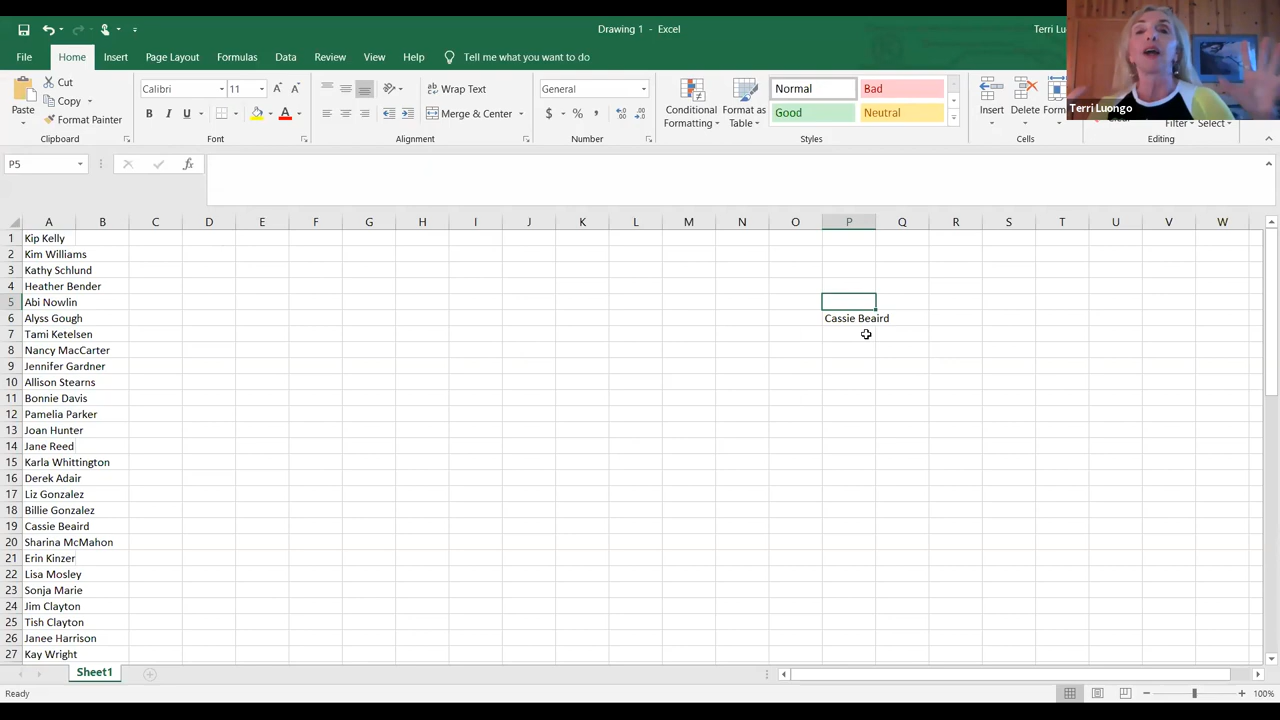 Drawing 1 - Excel
Terri Lu
File Home Insert Page Layout Formulas Data Review View Help Tell me what you want to do
Terri Luongo
Paste
Cut
Copy
Format Painter
Clipboard
Calibri 11
B I U
Font
Wrap Text
Merge & Center
Alignment
General
$ %
Number
Conditional Formatting
Format as Table
Normal Bad
Good Neutral
Styles
Insert Delete Form
Cells
Filter Select
Editing
P5 fx
A B C D E F G H I J K L M N O P Q R S T U V W
1 Kip Kelly
2 Kim Williams
3 Kathy Schlund
4 Heather Bender
5 Abi Nowlin
6 Alyss Gough Cassie Beaird
7 Tami Ketelsen
8 Nancy MacCarter
9 Jennifer Gardner
10 Allison Stearns
11 Bonnie Davis
12 Pamelia Parker
13 Joan Hunter
14 Jane Reed
15 Karla Whittington
16 Derek Adair
17 Liz Gonzalez
18 Billie Gonzalez
19 Cassie Beaird
20 Sharina McMahon
21 Erin Kinzer
22 Lisa Mosley
23 Sonja Marie
24 Jim Clayton
25 Tish Clayton
26 Janee Harrison
27 Kay Wright
Sheet1
Ready 100%